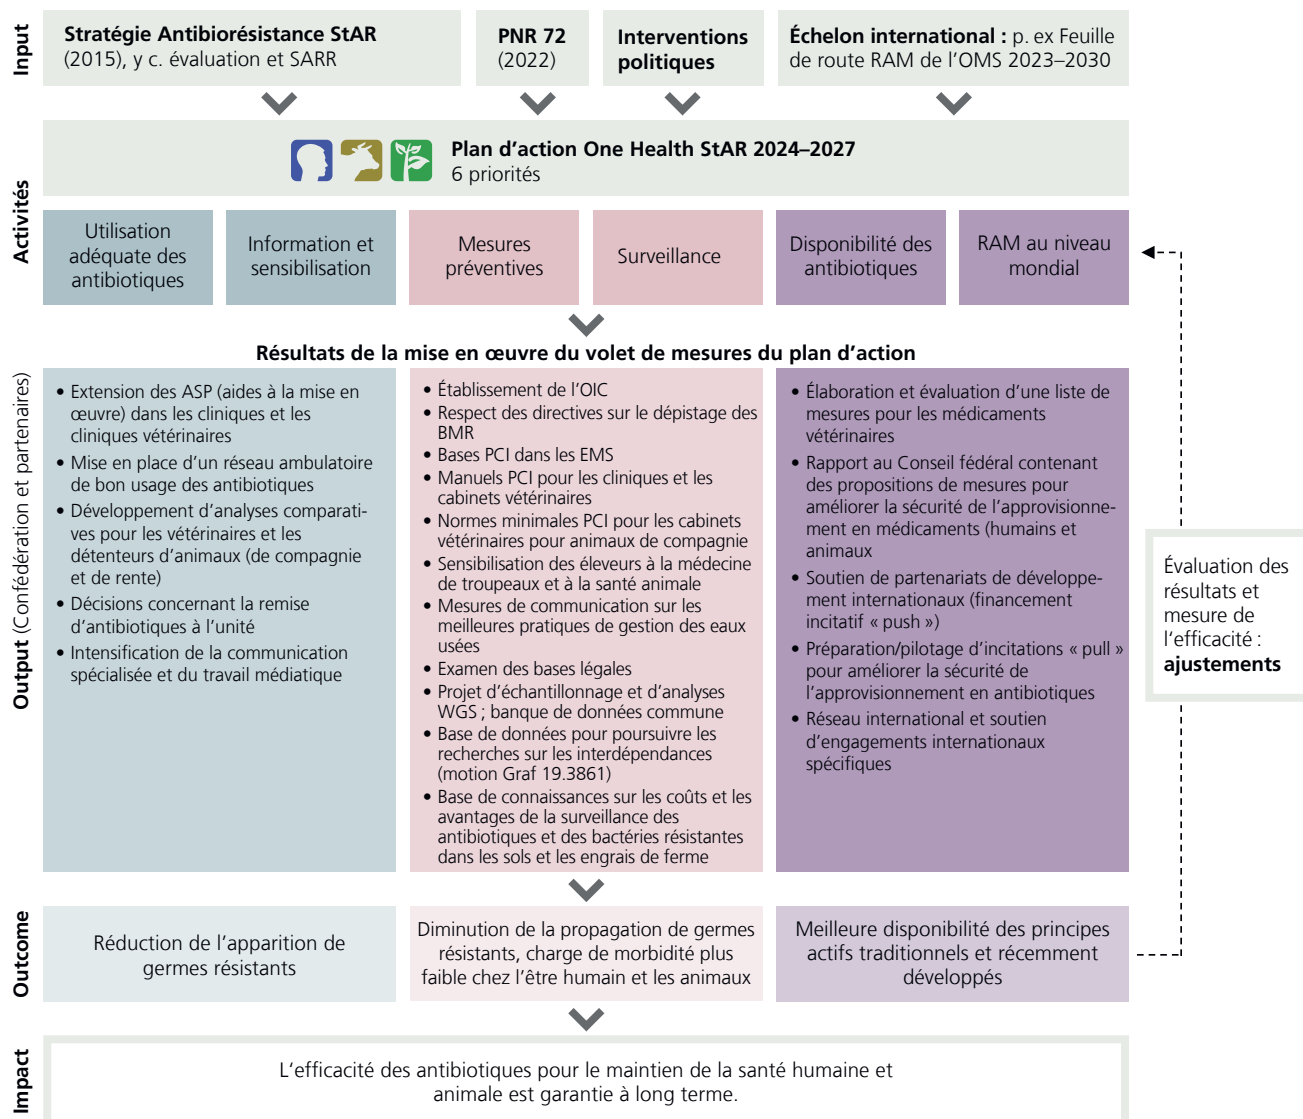 Input
Stratégie Antibiorésistance StAR
(2015), y c. évaluation et SARR
PNR 72
(2022)
Interventions
politiques
Échelon international : p. ex Feuille
de route RAM de l’OMS 2023–2030
Activités
Plan d’action One Health StAR 2024–2027
6 priorités
Utilisation
adéquate des
antibiotiques
Information et
sensibilisation
Mesures
préventives
Surveillance
Disponibilité des
antibiotiques
RAM au niveau
mondial
Résultats de la mise en œuvre du volet de mesures du plan d’action
Output (Confédération et partenaires)
• Extension des ASP (aides à la mise en
œuvre) dans les cliniques et les
cliniques vétérinaires
• Mise en place d’un réseau ambulatoire
de bon usage des antibiotiques
• Développement d’analyses comparati-
ves pour les vétérinaires et les
détenteurs d’animaux (de compagnie
et de rente)
• Décisions concernant la remise
d’antibiotiques à l’unité
• Intensification de la communication
spécialisée et du travail médiatique
• Établissement de l’OIC
• Respect des directives sur le dépistage des
BMR
• Bases PCI dans les EMS
• Manuels PCI pour les cliniques et les
cabinets vétérinaires
• Normes minimales PCI pour les cabinets
vétérinaires pour animaux de compagnie
• Sensibilisation des éleveurs à la médecine
de troupeaux et à la santé animale
• Mesures de communication sur les
meilleures pratiques de gestion des eaux
usées
• Examen des bases légales
• Projet d’échantillonnage et d’analyses
WGS ; banque de données commune
• Base de données pour poursuivre les
recherches sur les interdépendances
(motion Graf 19.3861)
• Base de connaissances sur les coûts et les
avantages de la surveillance des
antibiotiques et des bactéries résistantes
dans les sols et les engrais de ferme
• Élaboration et évaluation d’une liste de
mesures pour les médicaments
vétérinaires
• Rapport au Conseil fédéral contenant
des propositions de mesures pour
améliorer la sécurité de l’approvisionne-
ment en médicaments (humains et
animaux
• Soutien de partenariats de développe-
ment internationaux (financement
incitatif « push »)
• Préparation/pilotage d’incitations « pull »
pour améliorer la sécurité de
l’approvisionnement en antibiotiques
• Réseau international et soutien
d’engagements internationaux
spécifiques
Évaluation des
résultats et
mesure de
l’efficacité :
ajustements
Outcome
Réduction de l’apparition de
germes résistants
Diminution de la propagation de germes
résistants, charge de morbidité plus
faible chez l’être humain et les animaux
Meilleure disponibilité des principes
actifs traditionnels et récemment
développés
Impact
L’efficacité des antibiotiques pour le maintien de la santé humaine et
animale est garantie à long terme.